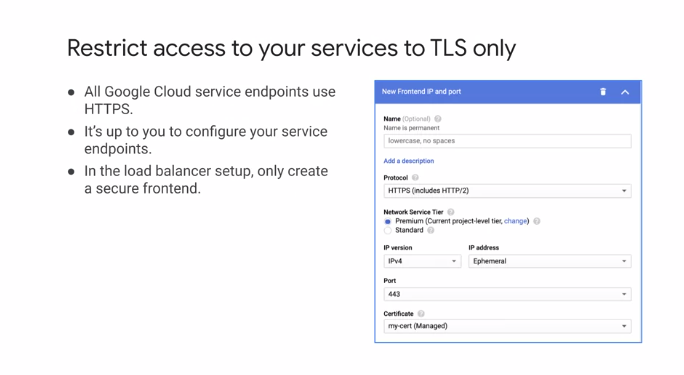 Restrict access to your services to TLS only
● All Google Cloud service endpoints use
HTTPS.
● It's up to you to configure your service
endpoints.
● In the load balancer setup, only create
a secure frontend.
New Frontend IP and port
Name (Optional)
Name is permanent
lowercase, no spaces
Add a description
Protocol
HTTPS (includes HTTP/2)
Network Service Tier
Premium (Current project-level tier, change)
Standard
IP version IP address
IPv4 Ephemeral
Port
443
Certificate
my-cert (Managed)